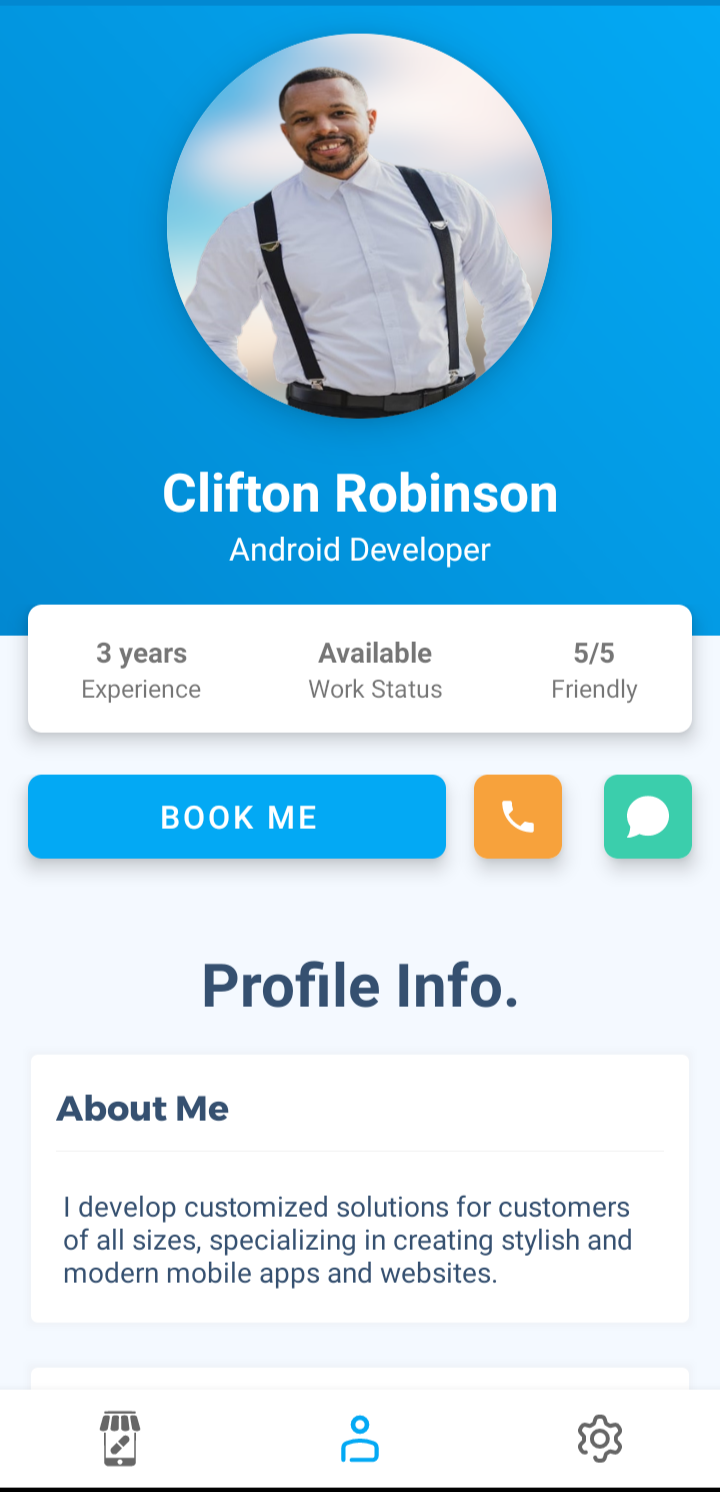 Clifton Robinson
Android Developer
3 years
Experience
Available
Work Status
5/5
Friendly
BOOK ME
Profile Info.
About Me
I develop customized solutions for customers
of all sizes, specializing in creating stylish and
modern mobile apps and websites.